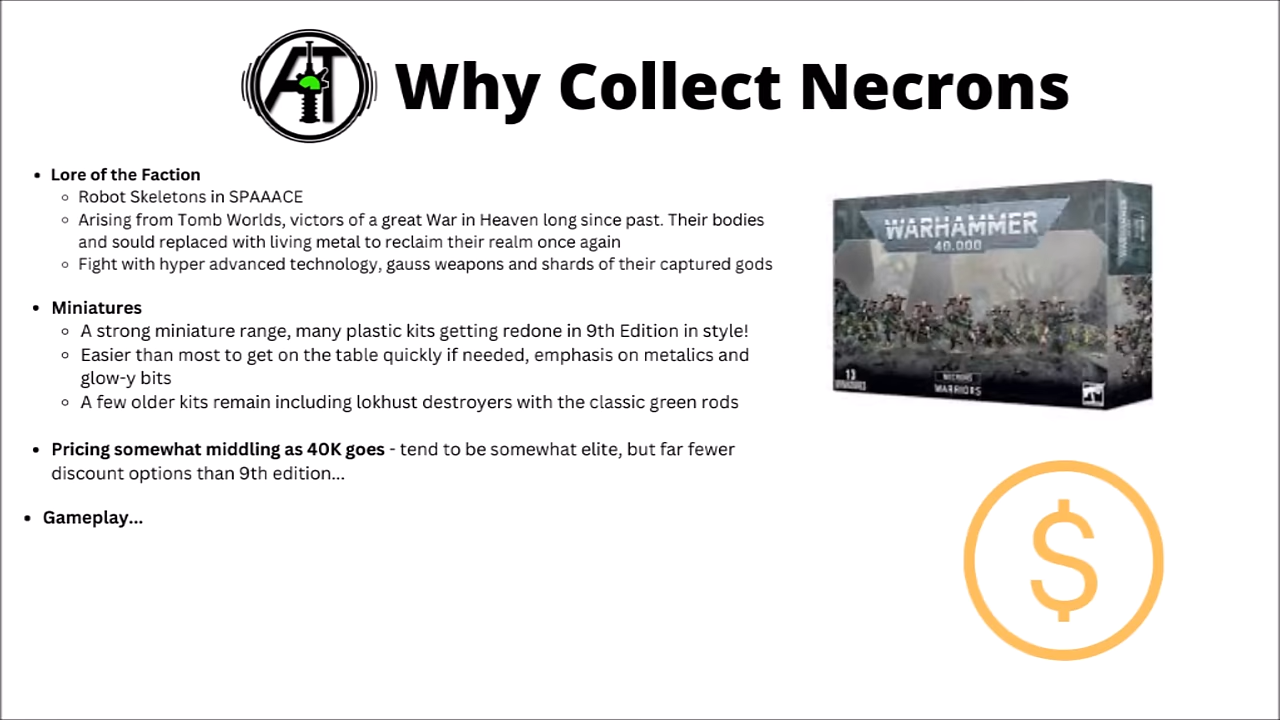 AT
Why Collect Necrons
• Lore of the Faction
○ Robot Skeletons in SPAAACE
○ Arising from Tomb Worlds, victors of a great War in Heaven long since past. Their bodies
and sould replaced with living metal to reclaim their realm once again
○ Fight with hyper advanced technology, gauss weapons and shards of their captured gods
• Miniatures
○ A strong miniature range, many plastic kits getting redone in 9th Edition in style!
○ Easier than most to get on the table quickly if needed, emphasis on metalics and
glow-y bits
○ A few older kits remain including lokhust destroyers with the classic green rods
• Pricing somewhat middling as 40K goes - tend to be somewhat elite, but far fewer
discount options than 9th edition...
• Gameplay...
WARHAMMER
40,000
WARHAMMER
13
MINIATURES
NECRONS
WARRIORS
$